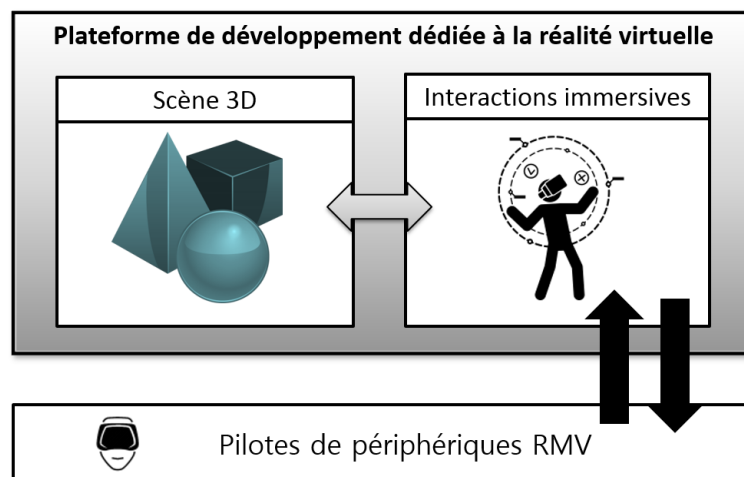 Plateforme de développement dédiée à la réalité virtuelle
Scène 3D
Interactions immersives
Pilotes de périphériques RMV